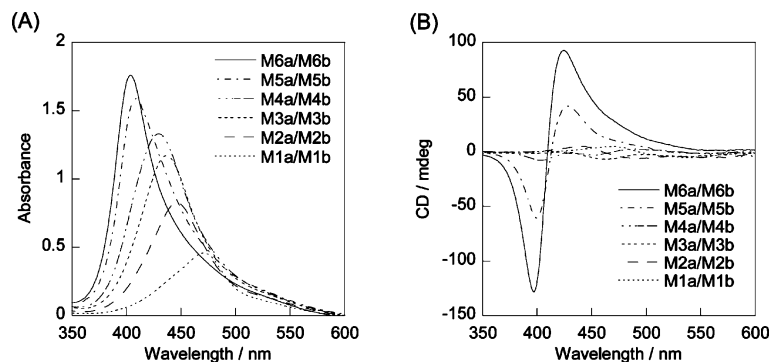 (A)
Absorbance
2
1.5
1
0.5
0
350 400 450 500 550 600
Wavelength / nm
M6a/M6b
M5a/M5b
M4a/M4b
M3a/M3b
M2a/M2b
M1a/M1b
(B)
CD / mdeg
100
50
0
-50
-100
-150
350 400 450 500 550 600
Wavelength / nm
M6a/M6b
M5a/M5b
M4a/M4b
M3a/M3b
M2a/M2b
M1a/M1b